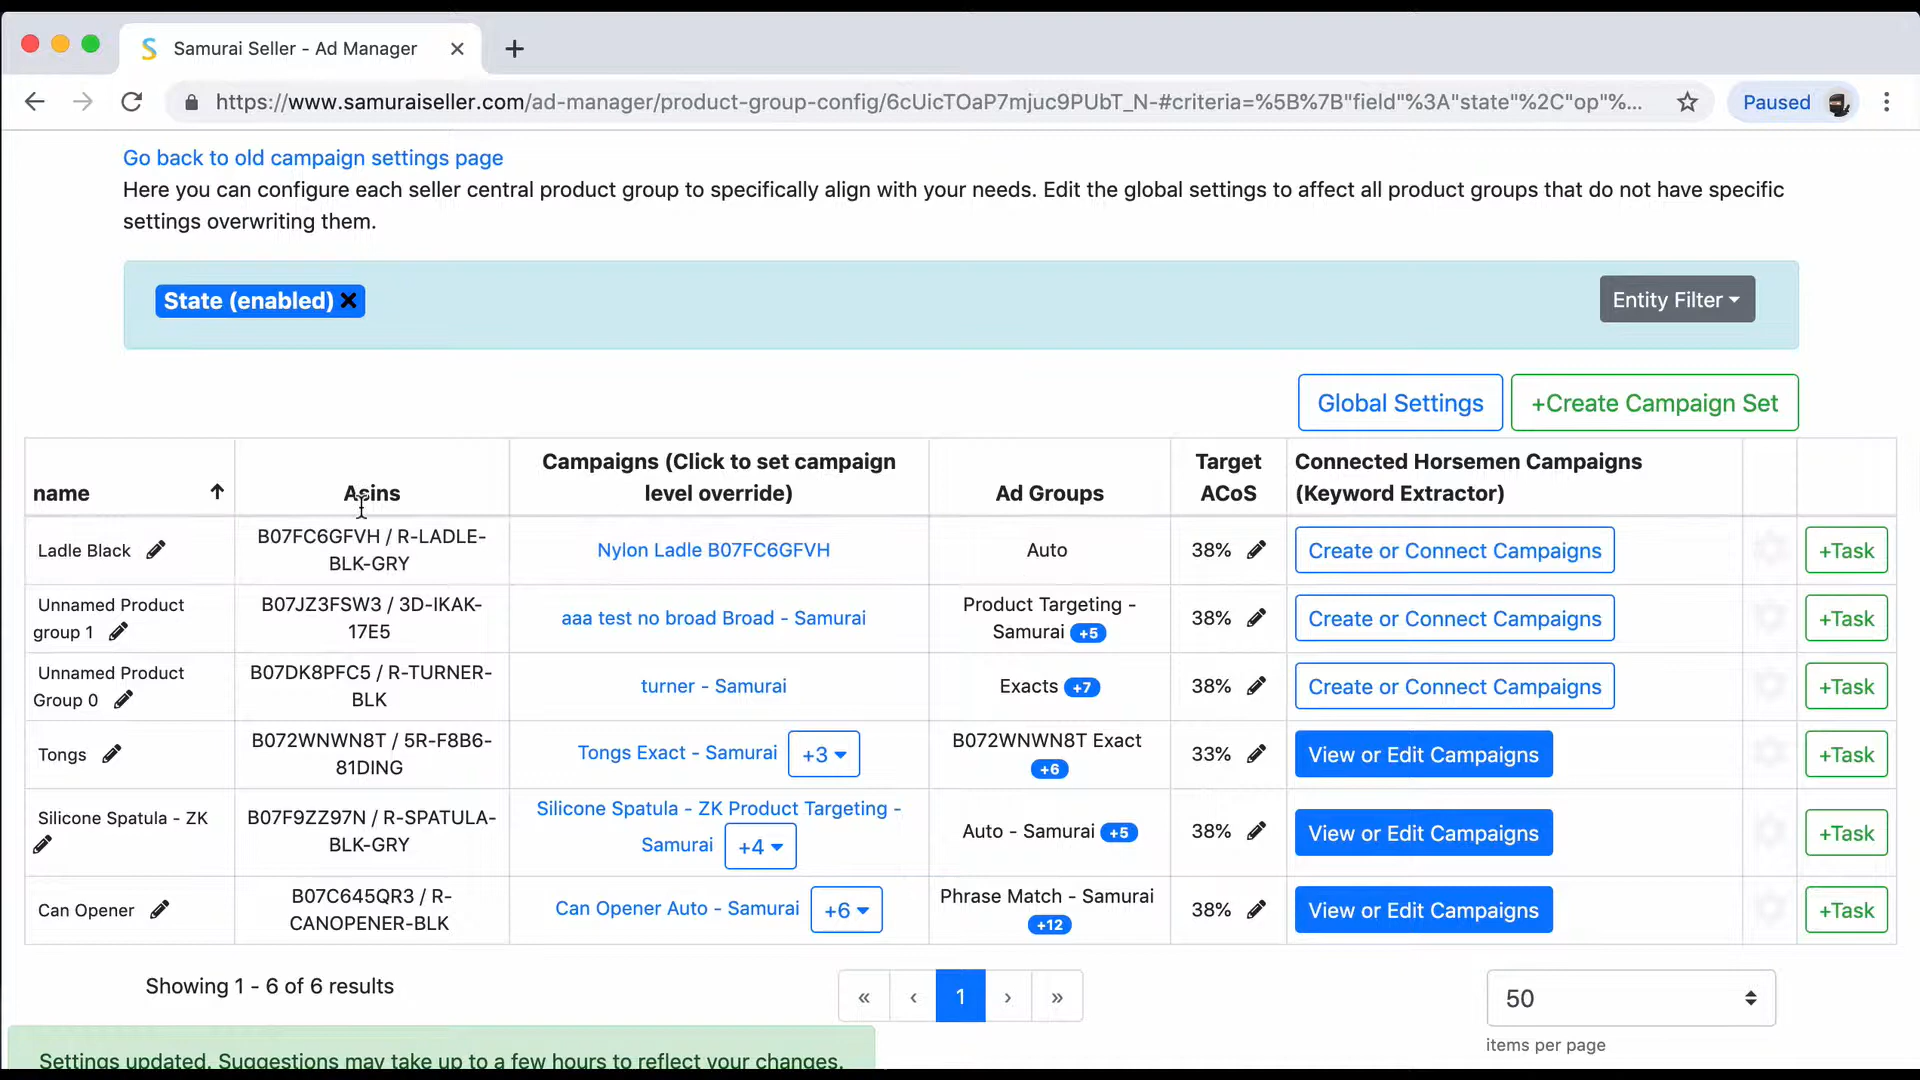 Samurai Seller - Ad Manager
https://www.samuraiseller.com/ad-manager/product-group-config/6cUicTOaP7mjuc9PUbT_N-#criteria=%5B%7B"field"%3A"state"%2C"op"%...
Paused
Go back to old campaign settings page
Here you can configure each seller central product group to specifically align with your needs. Edit the global settings to affect all product groups that do not have specific
settings overwriting them.
State (enabled)
Entity Filter
Global Settings
+Create Campaign Set
name
Asins
Campaigns (Click to set campaign
level override)
Ad Groups
Target
ACoS
Connected Horsemen Campaigns
(Keyword Extractor)
Ladle Black
B07FC6GFVH / R-LADLE-
BLK-GRY
Nylon Ladle B07FC6GFVH
Auto
38%
Create or Connect Campaigns
+Task
Unnamed Product
group 1
B07JZ3FSW3 / 3D-IKAK-
17E5
aaa test no broad Broad - Samurai
Product Targeting -
Samurai +5
38%
Create or Connect Campaigns
+Task
Unnamed Product
Group 0
B07DK8PFC5 / R-TURNER-
BLK
turner - Samurai
Exacts +7
38%
Create or Connect Campaigns
+Task
Tongs
B072WNWN8T / 5R-F8B6-
81DING
Tongs Exact - Samurai +3
B072WNWN8T Exact
+6
33%
View or Edit Campaigns
+Task
Silicone Spatula - ZK
B07F9ZZ97N / R-SPATULA-
BLK-GRY
Silicone Spatula - ZK Product Targeting -
Samurai +4
Auto - Samurai +5
38%
View or Edit Campaigns
+Task
Can Opener
B07C645QR3 / R-
CANOPENER-BLK
Can Opener Auto - Samurai +6
Phrase Match - Samurai
+12
38%
View or Edit Campaigns
+Task
Showing 1 - 6 of 6 results
« ‹ 1 › »
50
items per page
Settings updated. Suggestions may take up to a few hours to reflect your changes.